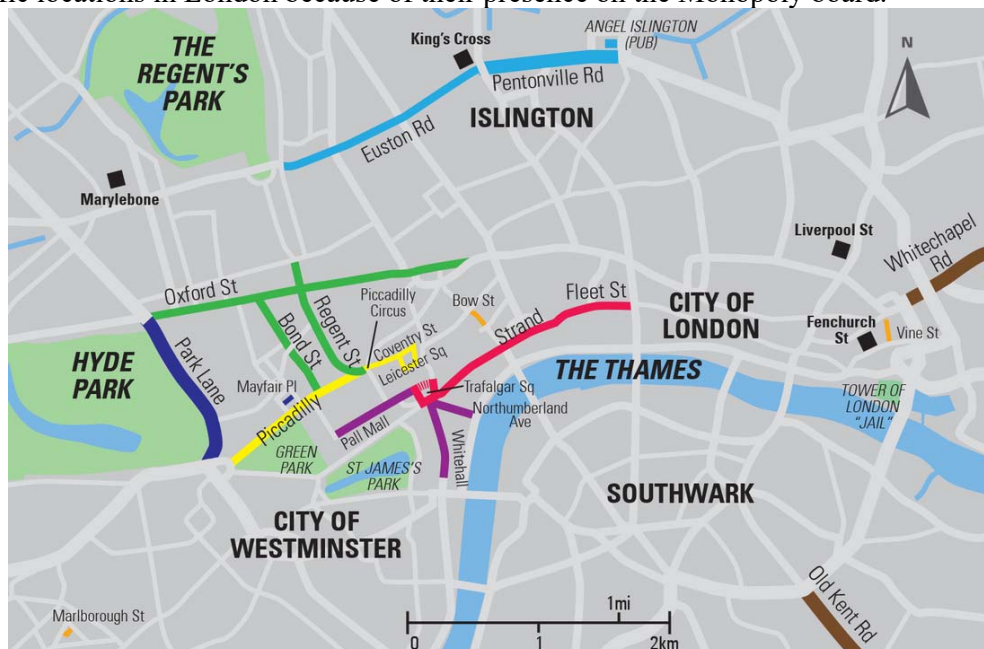 ne locations in London because of their presence on the Monopoly board.
THE
REGENT'S
PARK
King's Cross
ANGEL ISLINGTON
(PUB)
N
Pentonville Rd
Euston Rd
ISLINGTON
Marylebone
Liverpool St
Whitechapel
Rd
Oxford St
Regent St
Bond St
Piccadilly
Circus
Bow St
Fleet St
Strand
CITY OF
LONDON
Fenchurch
St
Vine St
Park Lane
HYDE
PARK
Coventry St
Leicester Sq
Mayfair Pl
Piccadilly
Trafalgar Sq
THE THAMES
Northumberland
Ave
TOWER OF
LONDON
"JAIL"
Pall Mall
Whitehall
GREEN
PARK
ST JAMES'S
PARK
SOUTHWARK
CITY OF
WESTMINSTER
Old Kent Rd
Marlborough St
1mi
0
1
2km